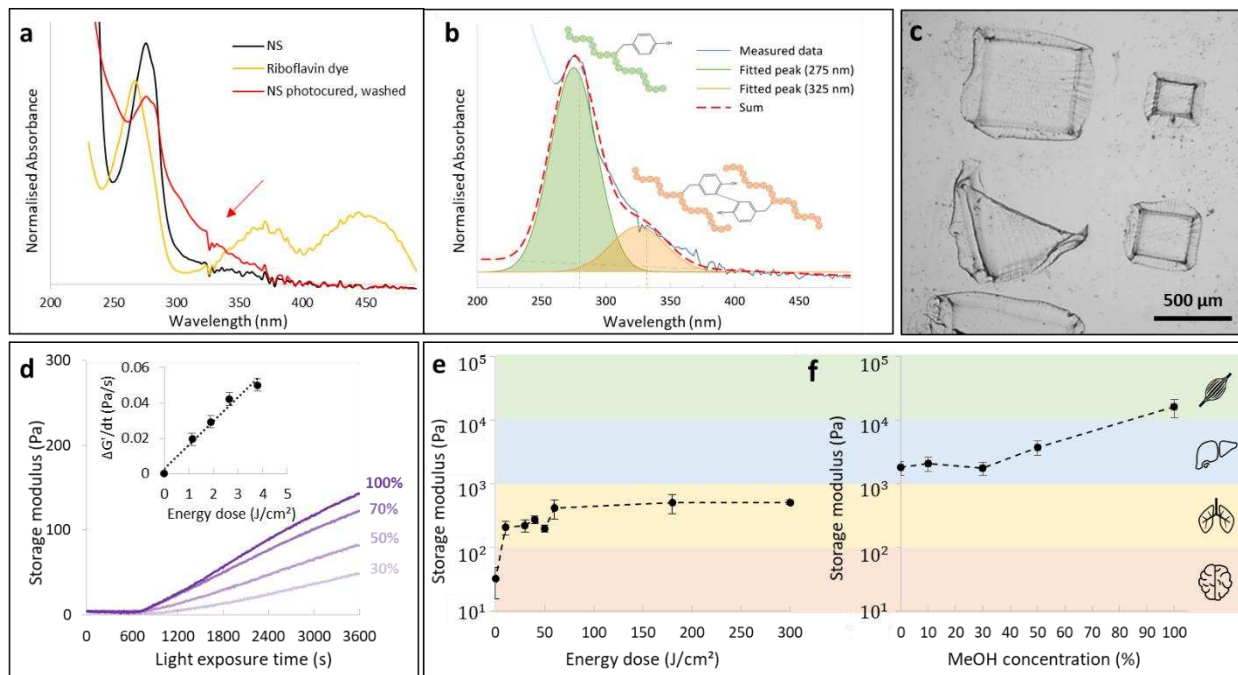 a
NS
Riboflavin dye
NS photocured, washed
Normalised Absorbance
200 250 300 350 400 450
Wavelength (nm)
b
OH
Measured data
Fitted peak (275 nm)
Fitted peak (325 nm)
Sum
OH
HO
Normalised Absorbance
200 250 300 350 400 450
Wavelength (nm)
c
500 µm
d
300
200
100
0
Storage modulus (Pa)
0 600 1200 1800 2400 3000 3600
Light exposure time (s)
ΔG'/dt (Pa/s)
0.06
0.04
0.02
0
0 1 2 3 4 5
Energy dose (J/cm²)
100%
70%
50%
30%
e
10⁵
10⁴
10³
10²
10¹
Storage modulus (Pa)
0 50 100 150 200 250 300
Energy dose (J/cm²)
f
10⁵
10⁴
10³
10²
10¹
Storage modulus (Pa)
0 10 20 30 40 50 60 70 80 90 100
MeOH concentration (%)